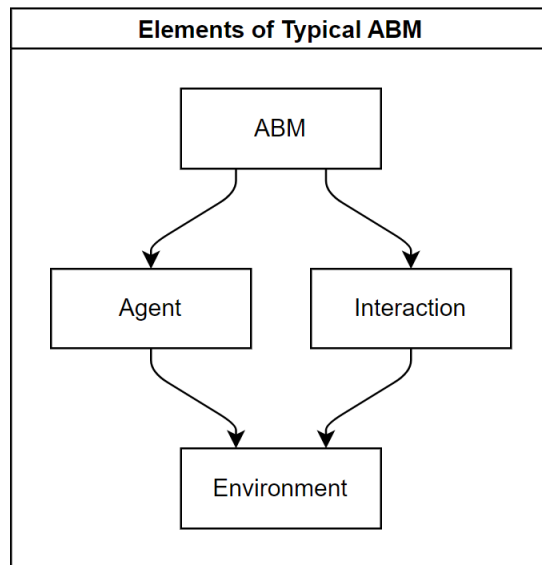 Elements of Typical ABM
ABM
Agent
Interaction
Environment